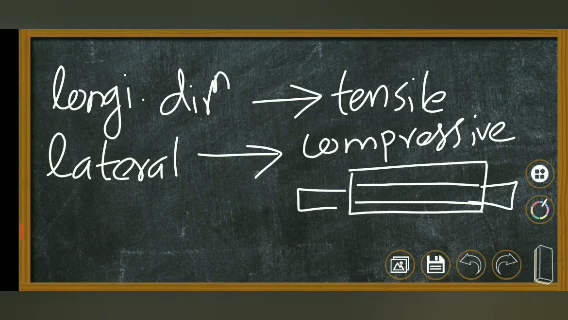 longi. dirn → tensile
lateral → compressive